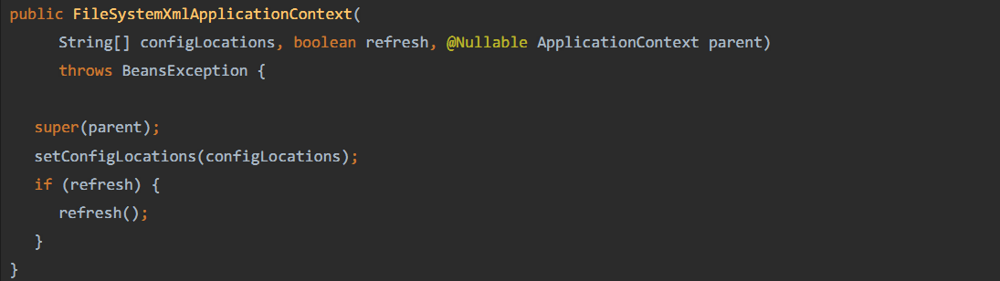 public FileSystemXmlApplicationContext(
String[] configLocations, boolean refresh, @Nullable ApplicationContext parent)
throws BeansException {
super(parent);
setConfigLocations(configLocations);
if (refresh) {
refresh();
}
}